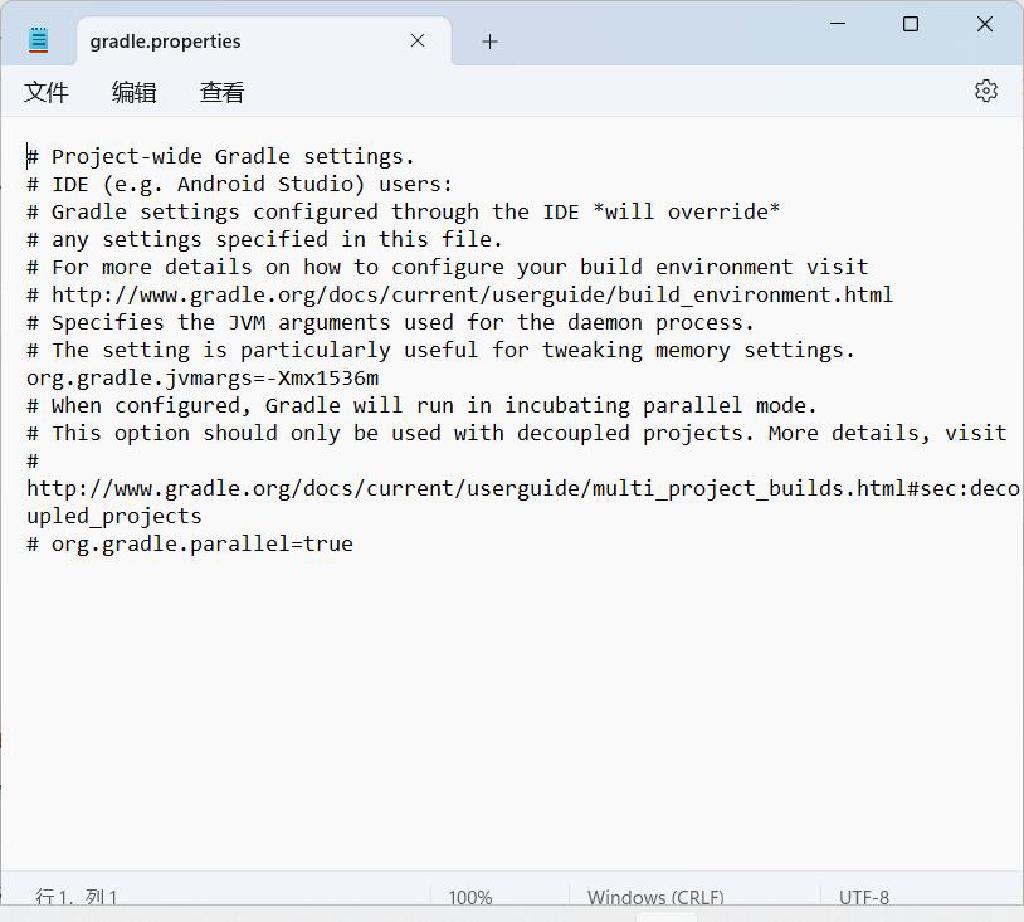 gradle.properties
文件 编辑 查看
# Project-wide Gradle settings.
# IDE (e.g. Android Studio) users:
# Gradle settings configured through the IDE *will override*
# any settings specified in this file.
# For more details on how to configure your build environment visit
# http://www.gradle.org/docs/current/userguide/build_environment.html
# Specifies the JVM arguments used for the daemon process.
# The setting is particularly useful for tweaking memory settings.
org.gradle.jvmargs=-Xmx1536m
# When configured, Gradle will run in incubating parallel mode.
# This option should only be used with decoupled projects. More details, visit
#
http://www.gradle.org/docs/current/userguide/multi_project_builds.html#sec:deco
upled_projects
# org.gradle.parallel=true
行 1，列 1 100% Windows (CRLF) UTF-8